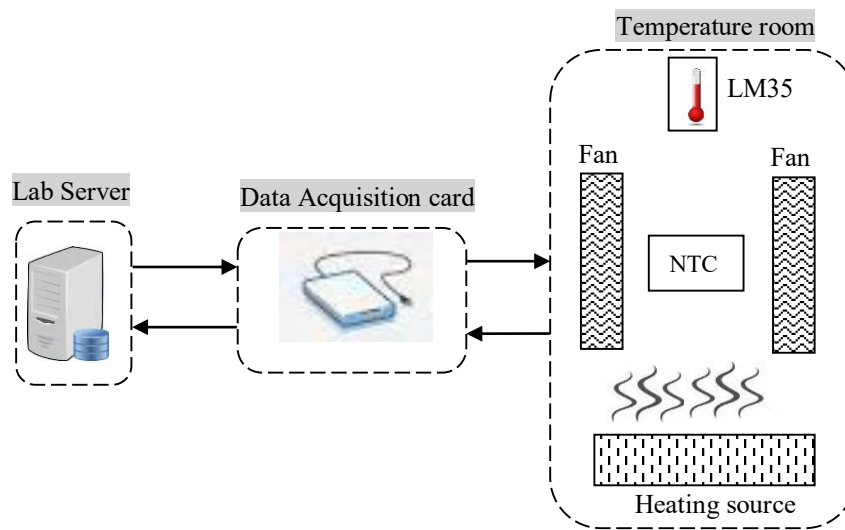 Temperature room
LM35
Fan
Fan
Lab Server
Data Acquisition card
NTC
Heating source